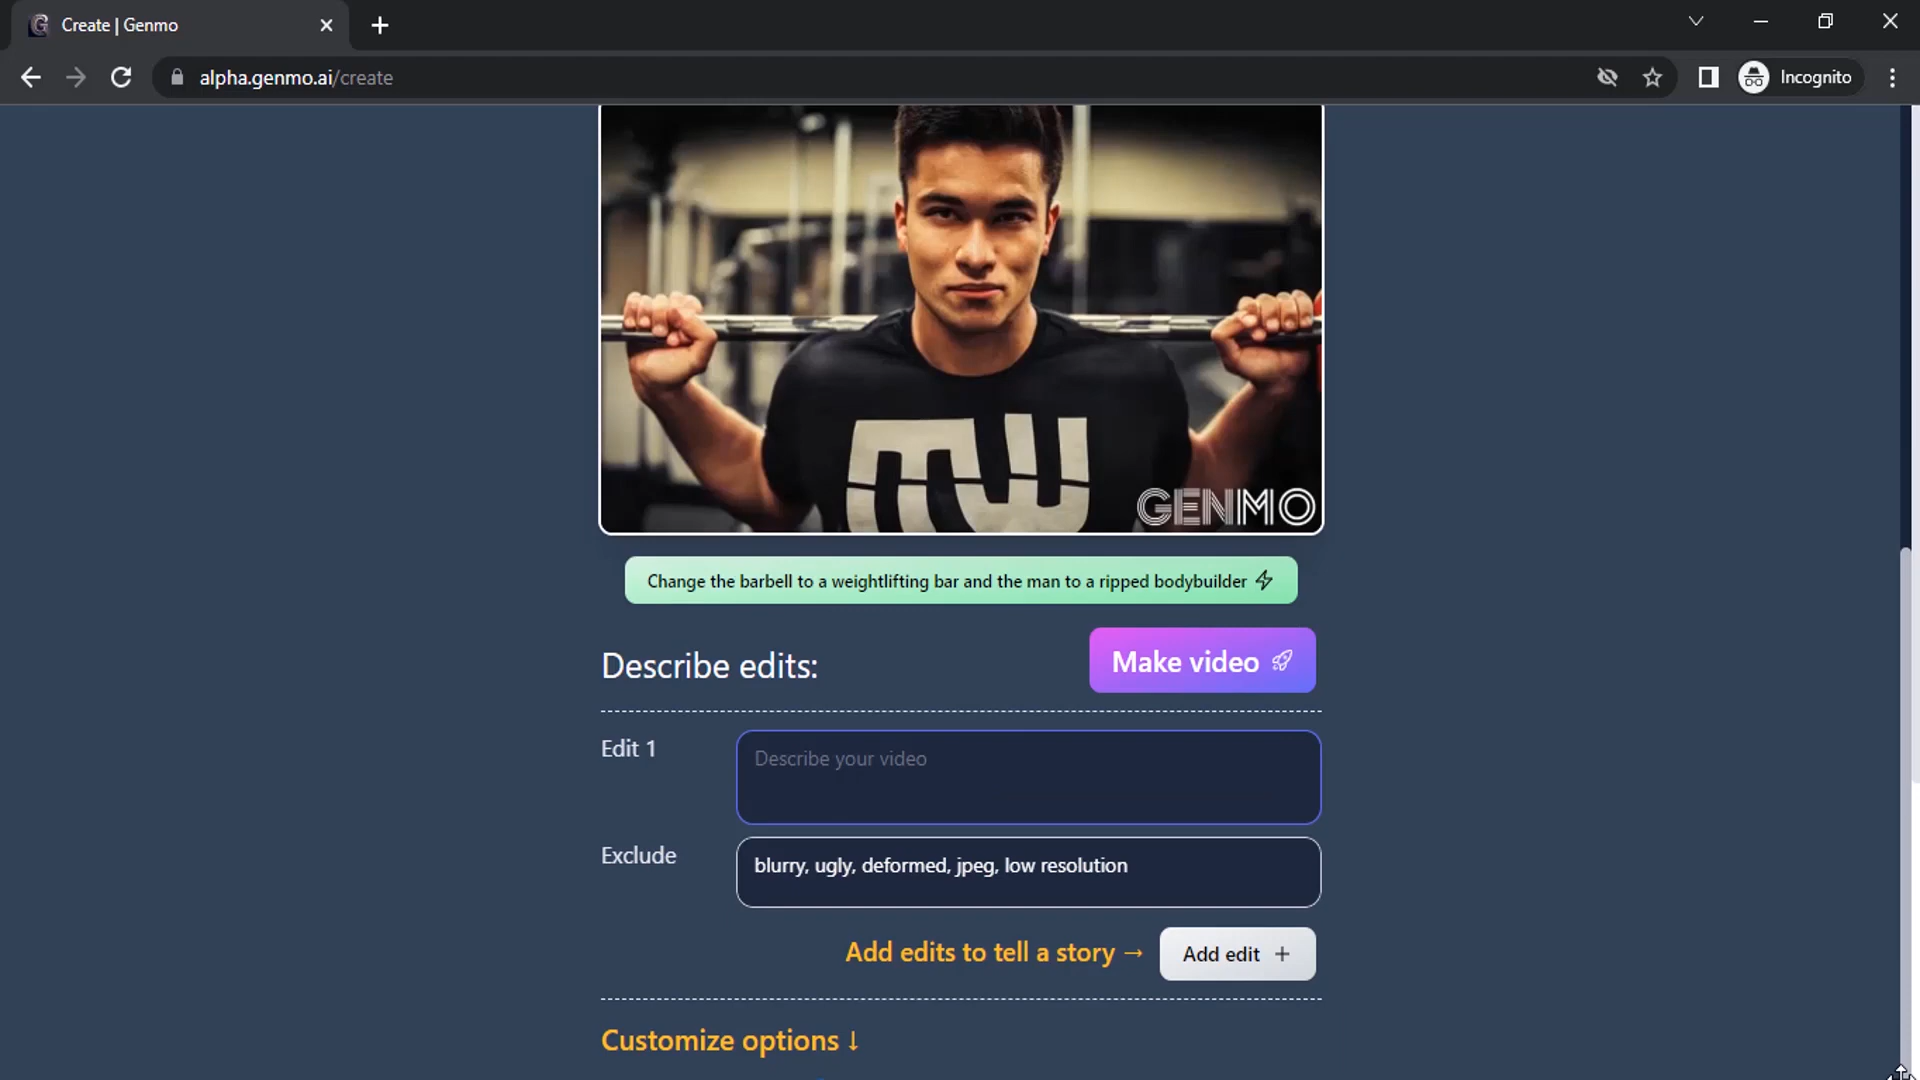 Create | Genmo
alpha.genmo.ai/create
Incognito
GENMO
Change the barbell to a weightlifting bar and the man to a ripped bodybuilder
Describe edits:
Make video
Edit 1
Describe your video
Exclude
blurry, ugly, deformed, jpeg, low resolution
Add edits to tell a story →
Add edit +
Customize options ↓